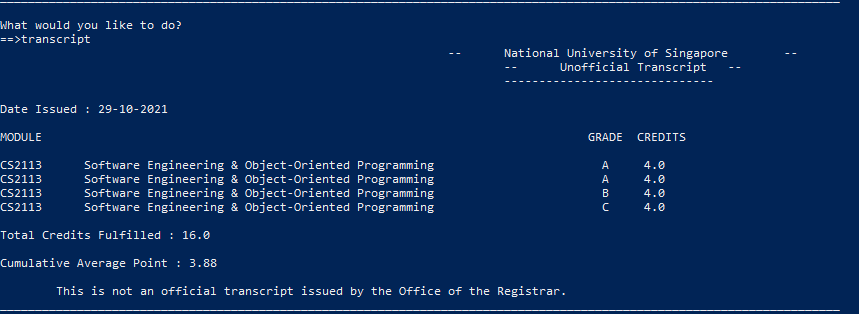 What would you like to do?
==>transcript
-- National University of Singapore --
-- Unofficial Transcript --
------------------------------
Date Issued : 29-10-2021
MODULE GRADE CREDITS
CS2113 Software Engineering & Object-Oriented Programming A 4.0
CS2113 Software Engineering & Object-Oriented Programming A 4.0
CS2113 Software Engineering & Object-Oriented Programming B 4.0
CS2113 Software Engineering & Object-Oriented Programming C 4.0
Total Credits Fulfilled : 16.0
Cumulative Average Point : 3.88
This is not an official transcript issued by the Office of the Registrar.